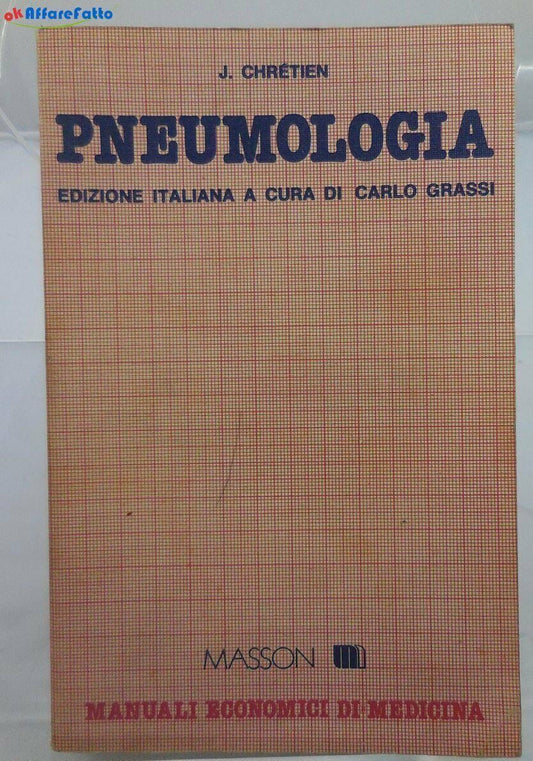 okAffareFatto
J. CHRÉTIEN
PNEUMOLOGIA
EDIZIONE ITALIANA A CURA DI CARLO GRASSI
MASSON m
MANUALI ECONOMICI DI MEDICINA